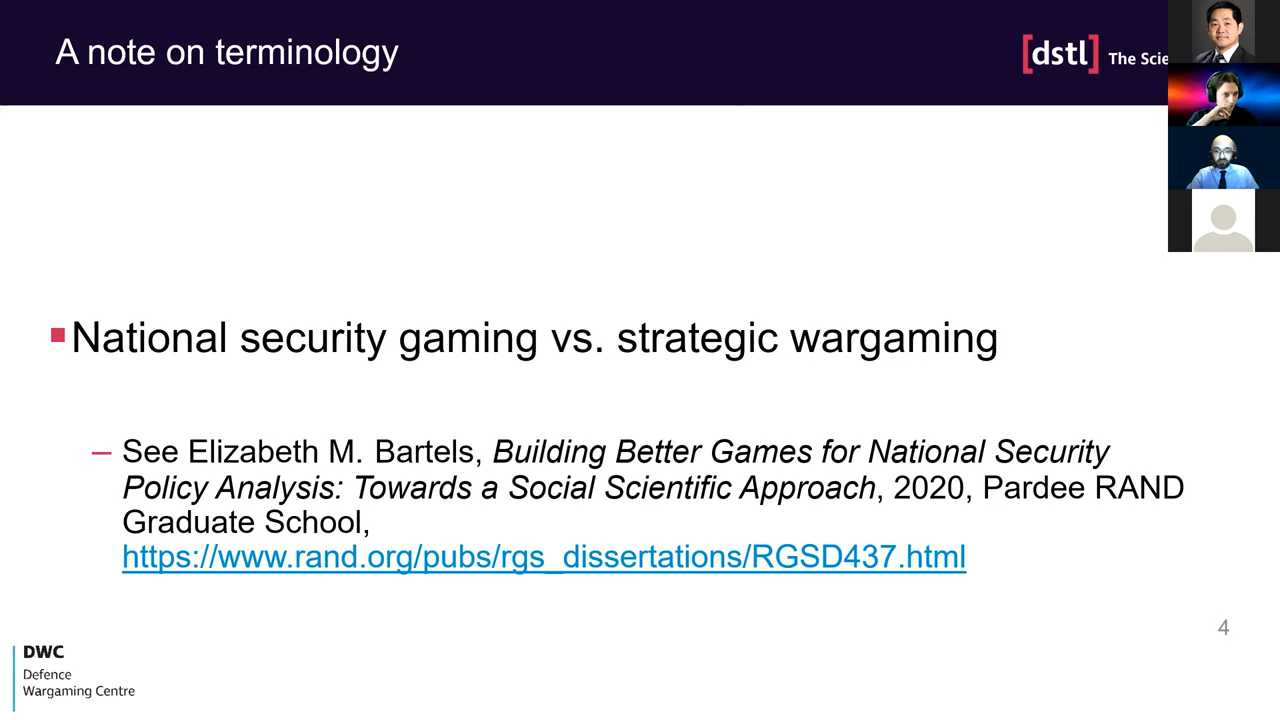 A note on terminology
[dstl] The Scie
▪National security gaming vs. strategic wargaming
– See Elizabeth M. Bartels, Building Better Games for National Security
Policy Analysis: Towards a Social Scientific Approach, 2020, Pardee RAND
Graduate School,
https://www.rand.org/pubs/rgs_dissertations/RGSD437.html
4
DWC
Defence
Wargaming Centre